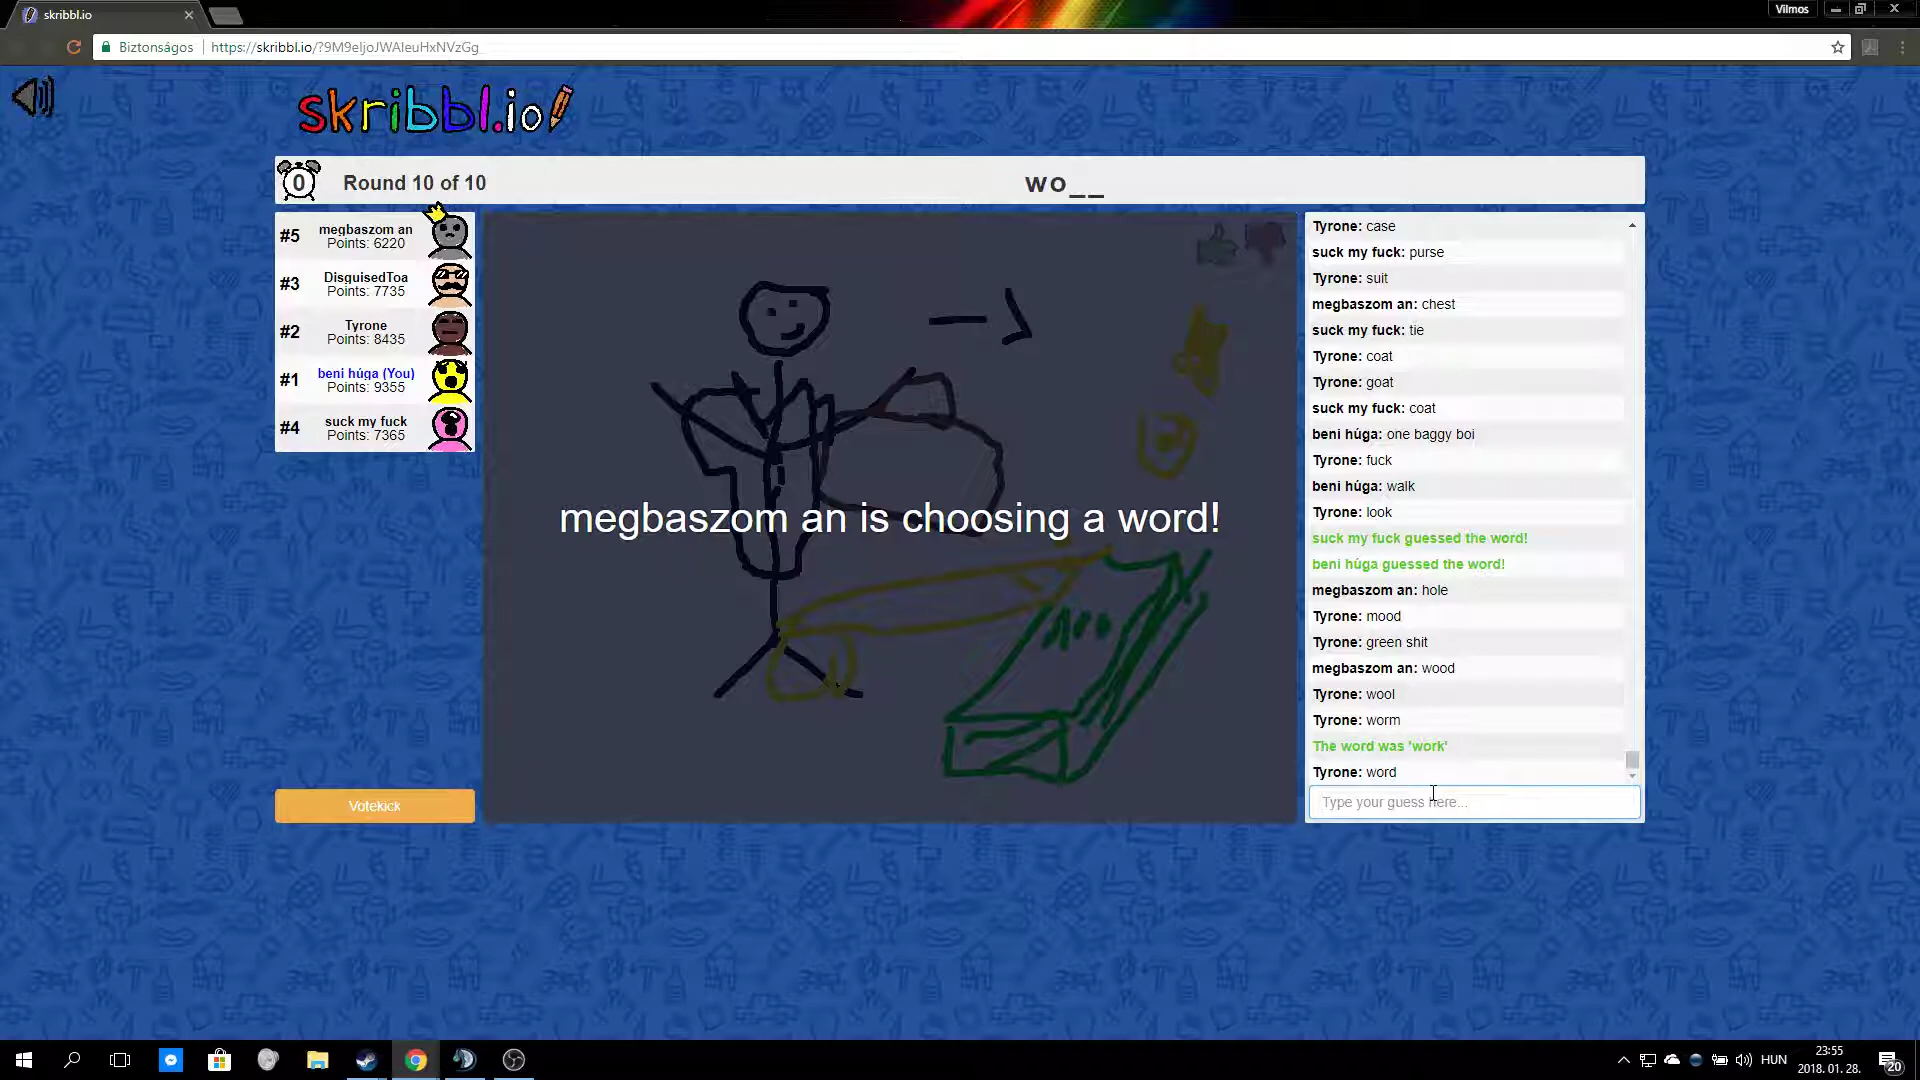 skribbl.io
Vilmos
Biztonságos
https://skribbl.io/?9M9eljoJWAleuHxNVzGg
skribbl.io
0
Round 10 of 10
wo__
#5
megbaszom an
Points: 6220
#3
DisguisedToa
Points: 7735
#2
Tyrone
Points: 8435
#1
beni húga (You)
Points: 9355
#4
suck my fuck
Points: 7365
Votekick
megbaszom an is choosing a word!
Tyrone: case
suck my fuck: purse
Tyrone: suit
megbaszom an: chest
suck my fuck: tie
Tyrone: coat
Tyrone: goat
suck my fuck: coat
beni húga: one baggy boi
Tyrone: fuck
beni húga: walk
Tyrone: look
suck my fuck guessed the word!
beni húga guessed the word!
megbaszom an: hole
Tyrone: mood
Tyrone: green shit
megbaszom an: wood
Tyrone: wool
Tyrone: worm
The word was 'work'
Tyrone: word
Type your guess here...
HUN
23:55
2018. 01. 28.
20